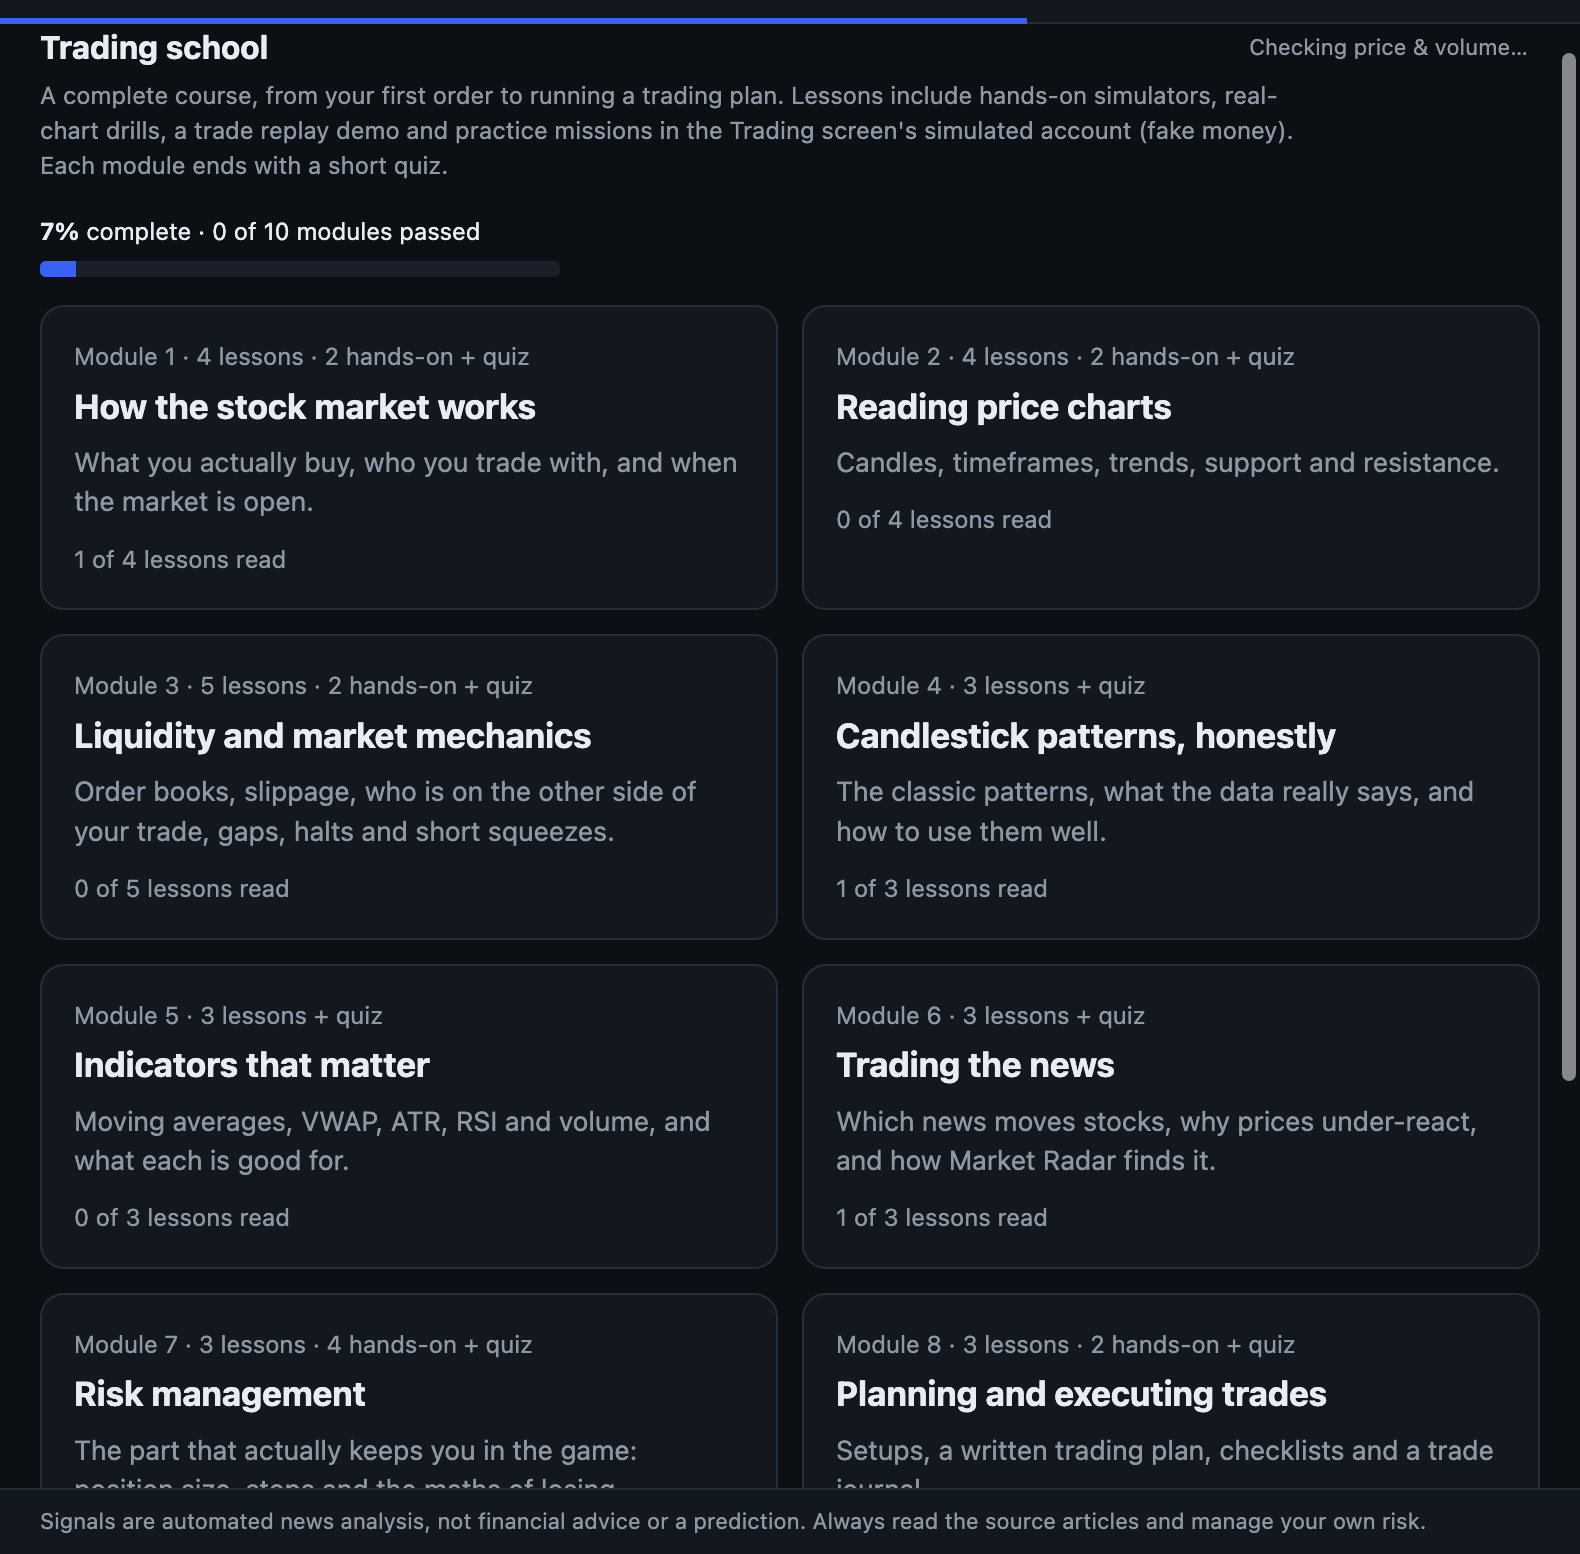 Trading school
Checking price & volume...
A complete course, from your first order to running a trading plan. Lessons include hands-on simulators, real-
chart drills, a trade replay demo and practice missions in the Trading screen's simulated account (fake money).
Each module ends with a short quiz.
7% complete · 0 of 10 modules passed
Module 1 · 4 lessons · 2 hands-on + quiz
How the stock market works
What you actually buy, who you trade with, and when
the market is open.
1 of 4 lessons read
Module 2 · 4 lessons · 2 hands-on + quiz
Reading price charts
Candles, timeframes, trends, support and resistance.
0 of 4 lessons read
Module 3 · 5 lessons · 2 hands-on + quiz
Liquidity and market mechanics
Order books, slippage, who is on the other side of
your trade, gaps, halts and short squeezes.
0 of 5 lessons read
Module 4 · 3 lessons + quiz
Candlestick patterns, honestly
The classic patterns, what the data really says, and
how to use them well.
1 of 3 lessons read
Module 5 · 3 lessons + quiz
Indicators that matter
Moving averages, VWAP, ATR, RSI and volume, and
what each is good for.
0 of 3 lessons read
Module 6 · 3 lessons + quiz
Trading the news
Which news moves stocks, why prices under-react,
and how Market Radar finds it.
1 of 3 lessons read
Module 7 · 3 lessons · 4 hands-on + quiz
Risk management
The part that actually keeps you in the game:
position size, stops and the maths of losing
Module 8 · 3 lessons · 2 hands-on + quiz
Planning and executing trades
Setups, a written trading plan, checklists and a trade
journal
Signals are automated news analysis, not financial advice or a prediction. Always read the source articles and manage your own risk.